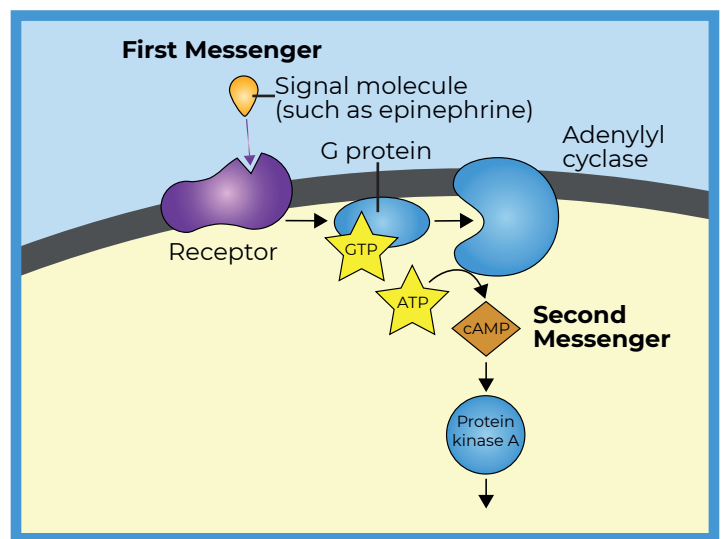 First Messenger
Signal molecule
(such as epinephrine)
G protein
Adenylyl
cyclase
Receptor
GTP
ATP
cAMP
Second
Messenger
Protein
kinase A